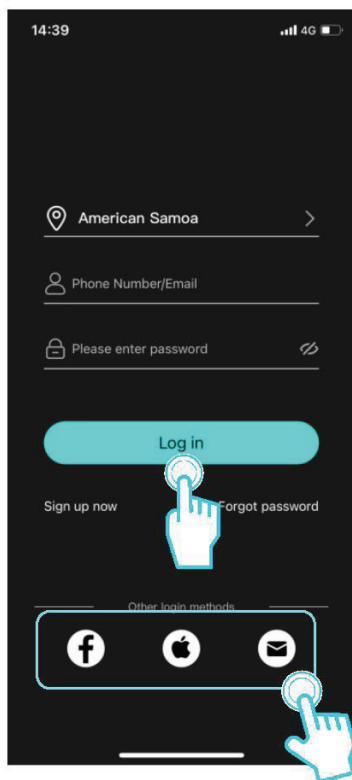 14:39 4G
American Samoa
Phone Number/Email
Please enter password
Log in
Sign up now Forgot password
Other login methods